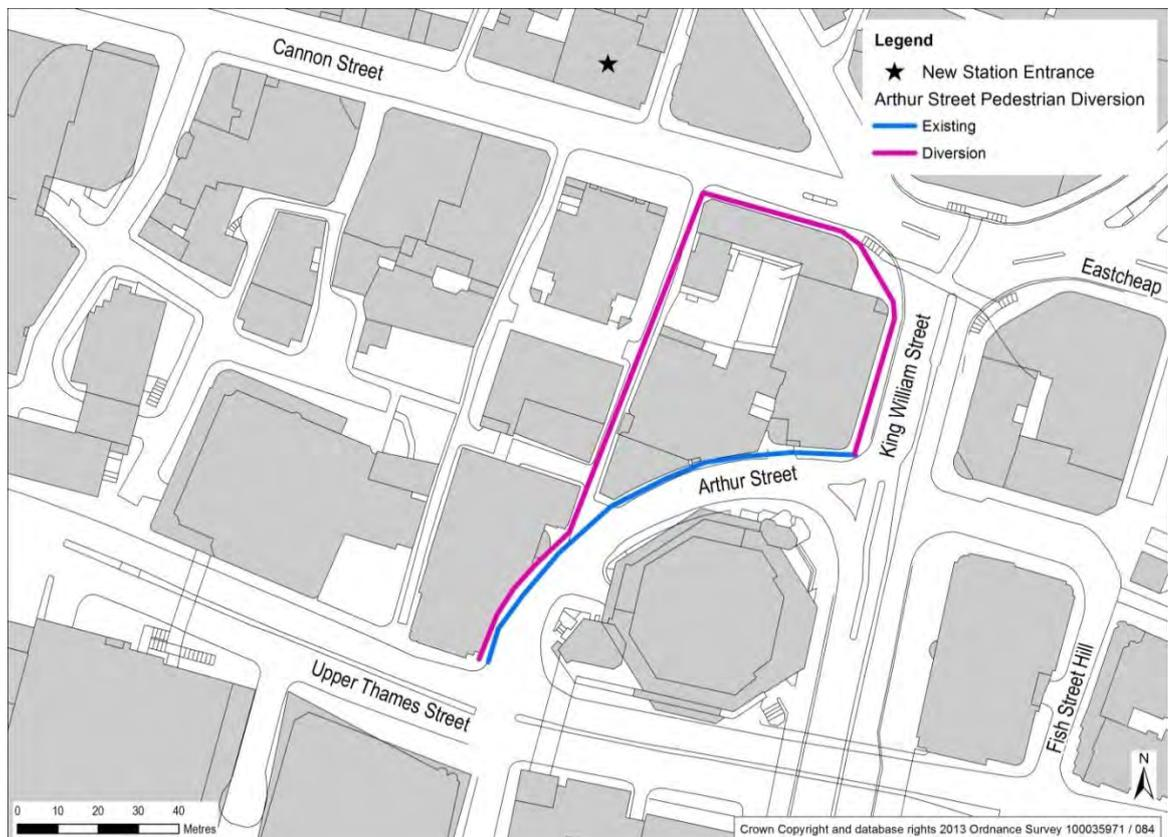 Legend
New Station Entrance
Arthur Street Pedestrian Diversion
Existing
Diversion
Cannon Street
Eastcheap
King William Street
Arthur Street
Upper Thames Street
Fish Street Hill
N
0 10 20 30 40
Metres
Crown Copyright and database rights 2013 Ordnance Survey 100035971 / 084